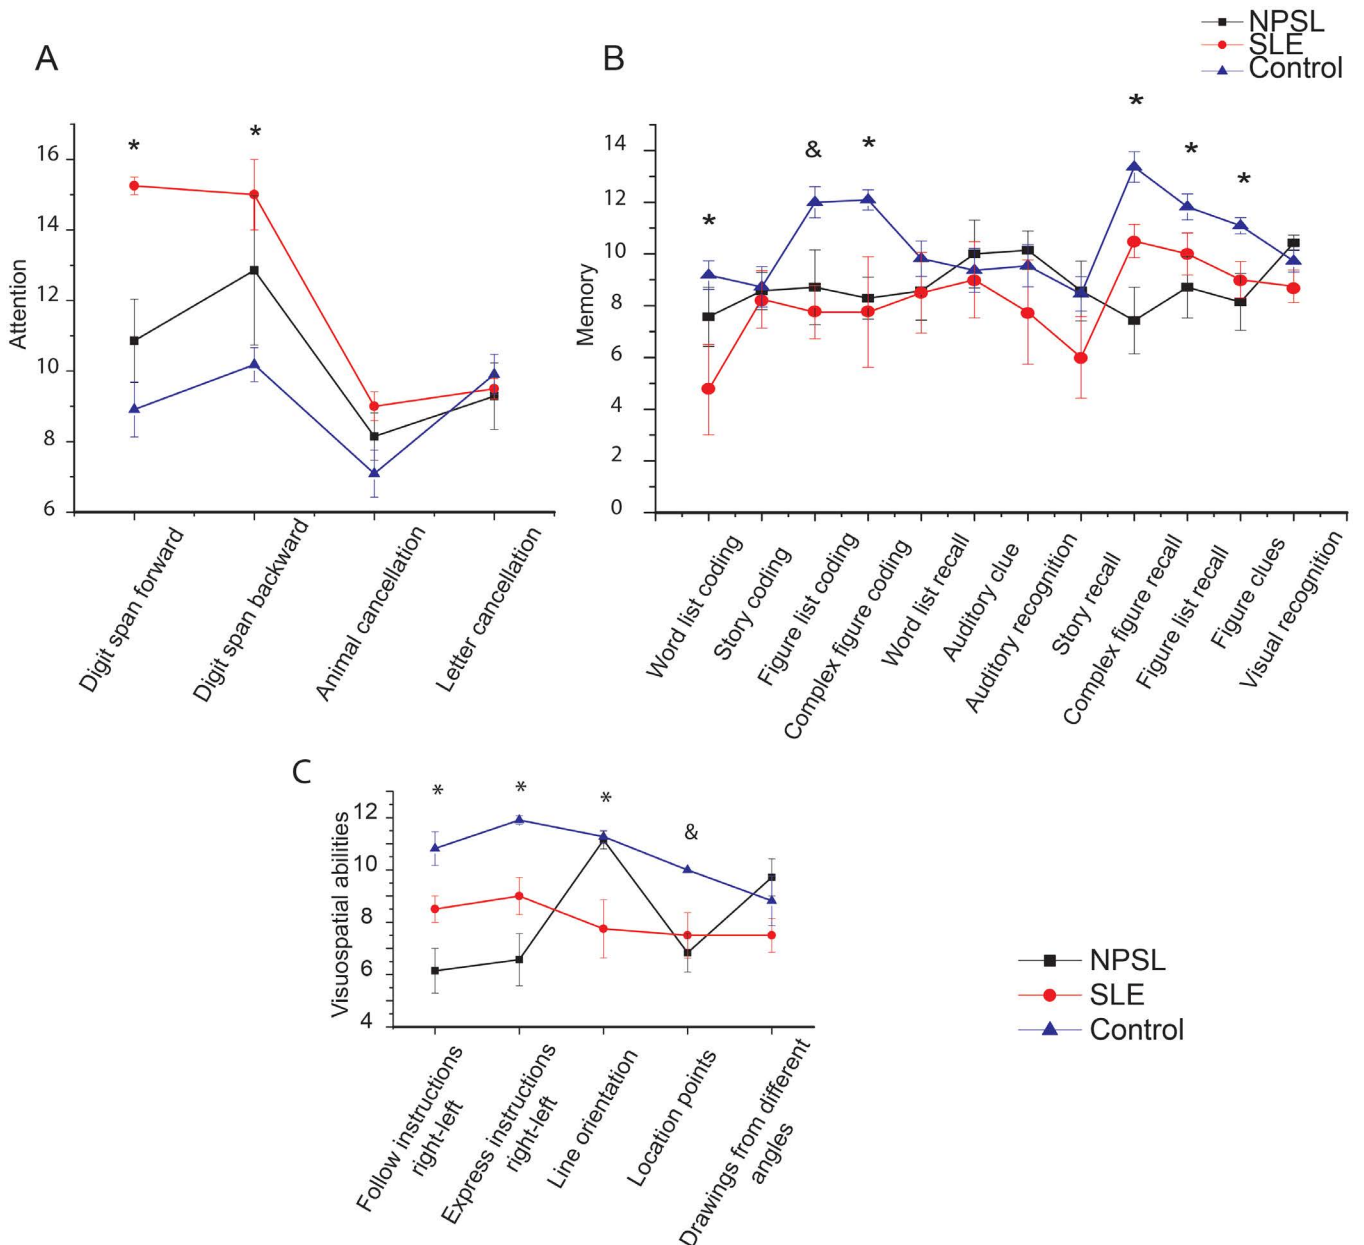 NPSL
SLE
Control
A
*
*
16
14
12
10
8
6
Attention
Digit span forward
Digit span backward
Animal cancellation
Letter cancellation
B
*
&
*
*
*
*
14
12
10
8
6
4
2
0
Memory
Word list coding
Story coding
Figure list coding
Complex figure coding
Word list recall
Auditory clue
Auditory recognition
Story recall
Complex figure recall
Figure list recall
Figure clues
Visual recognition
C
*
*
*
&
12
10
8
6
4
Visuospatial abilities
Follow instructions
right-left
Express instructions
right-left
Line orientation
Location points
Drawings from different
angles
NPSL
SLE
Control